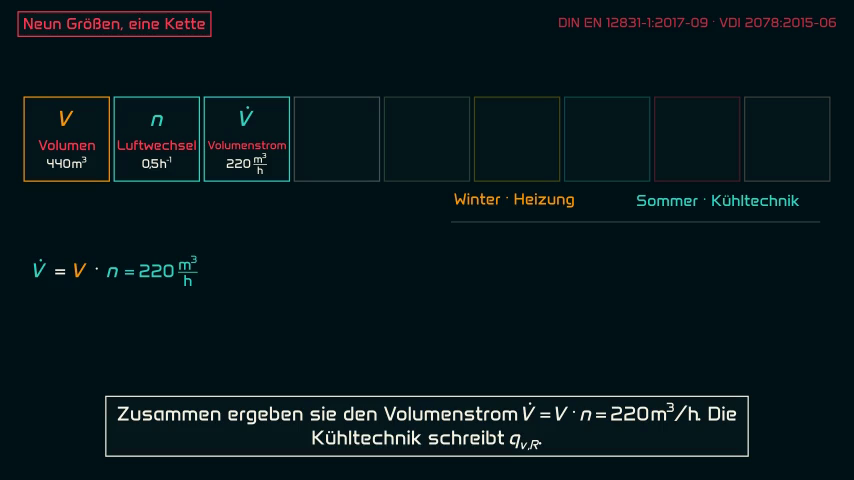 Neun Größen, eine Kette
DIN EN 12831-1:2017-09 · VDI 2078:2015-06
V n V̇
Volumen Luftwechsel Volumenstrom
440m³ 0,5h⁻¹ 220 m³/h
Winter · Heizung Sommer · Kühltechnik
V̇ = V · n = 220 m³/h
Zusammen ergeben sie den Volumenstrom V̇ = V · n = 220m³/h. Die
Kühltechnik schreibt q_v,R.